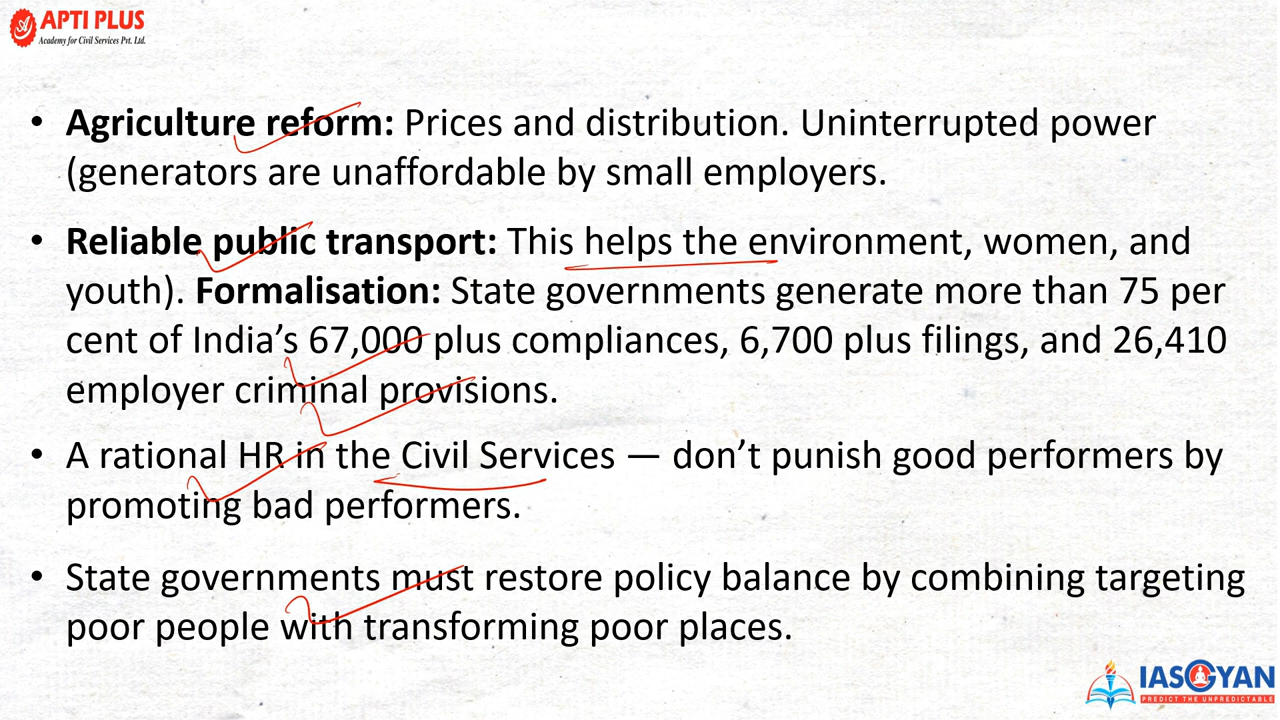 APTI PLUS
Academy for Civil Services Pvt. Ltd.
• Agriculture reform: Prices and distribution. Uninterrupted power
(generators are unaffordable by small employers.
• Reliable public transport: This helps the environment, women, and
youth). Formalisation: State governments generate more than 75 per
cent of India’s 67,000 plus compliances, 6,700 plus filings, and 26,410
employer criminal provisions.
• A rational HR in the Civil Services — don’t punish good performers by
promoting bad performers.
• State governments must restore policy balance by combining targeting
poor people with transforming poor places.
IASGYAN
PREDICT THE UNPREDICTABLE